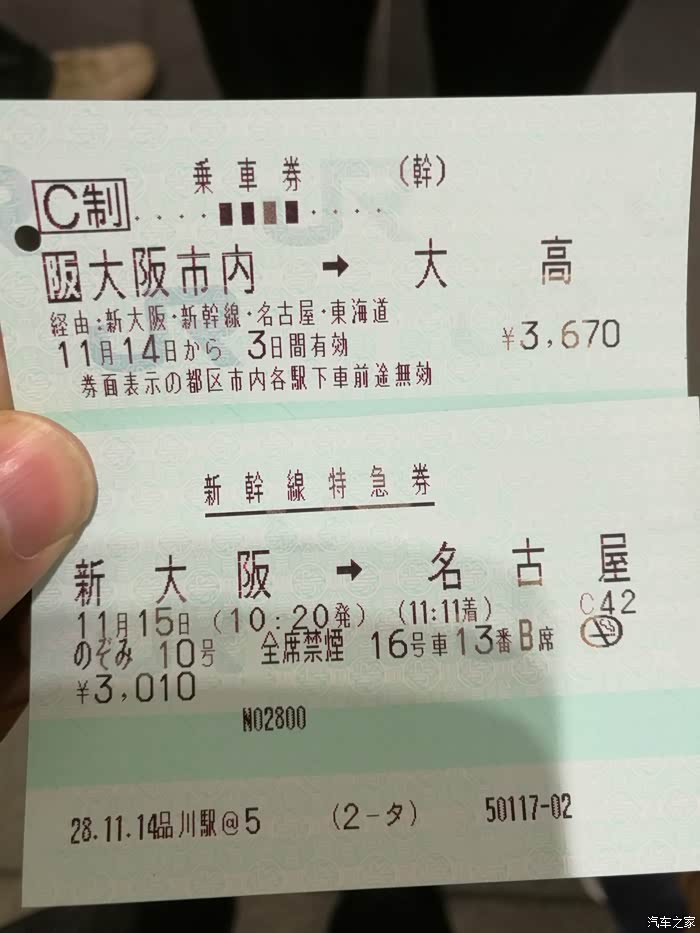 乗車券 (幹)
C制
阪大阪市内 → 大高
経由:新大阪・新幹線・名古屋・東海道
11月14日から 3日間有効 ¥3,670
券面表示の都区市内各駅下車前途無効
新幹線特急券
新大阪 → 名古屋
11月15日 (10:20発) (11:11着) C42
のぞみ 10号 全席禁煙 16号車13番B席
¥3,010
N02800
28.11.14品川駅@5 (2-タ) 50117-02
汽车之家